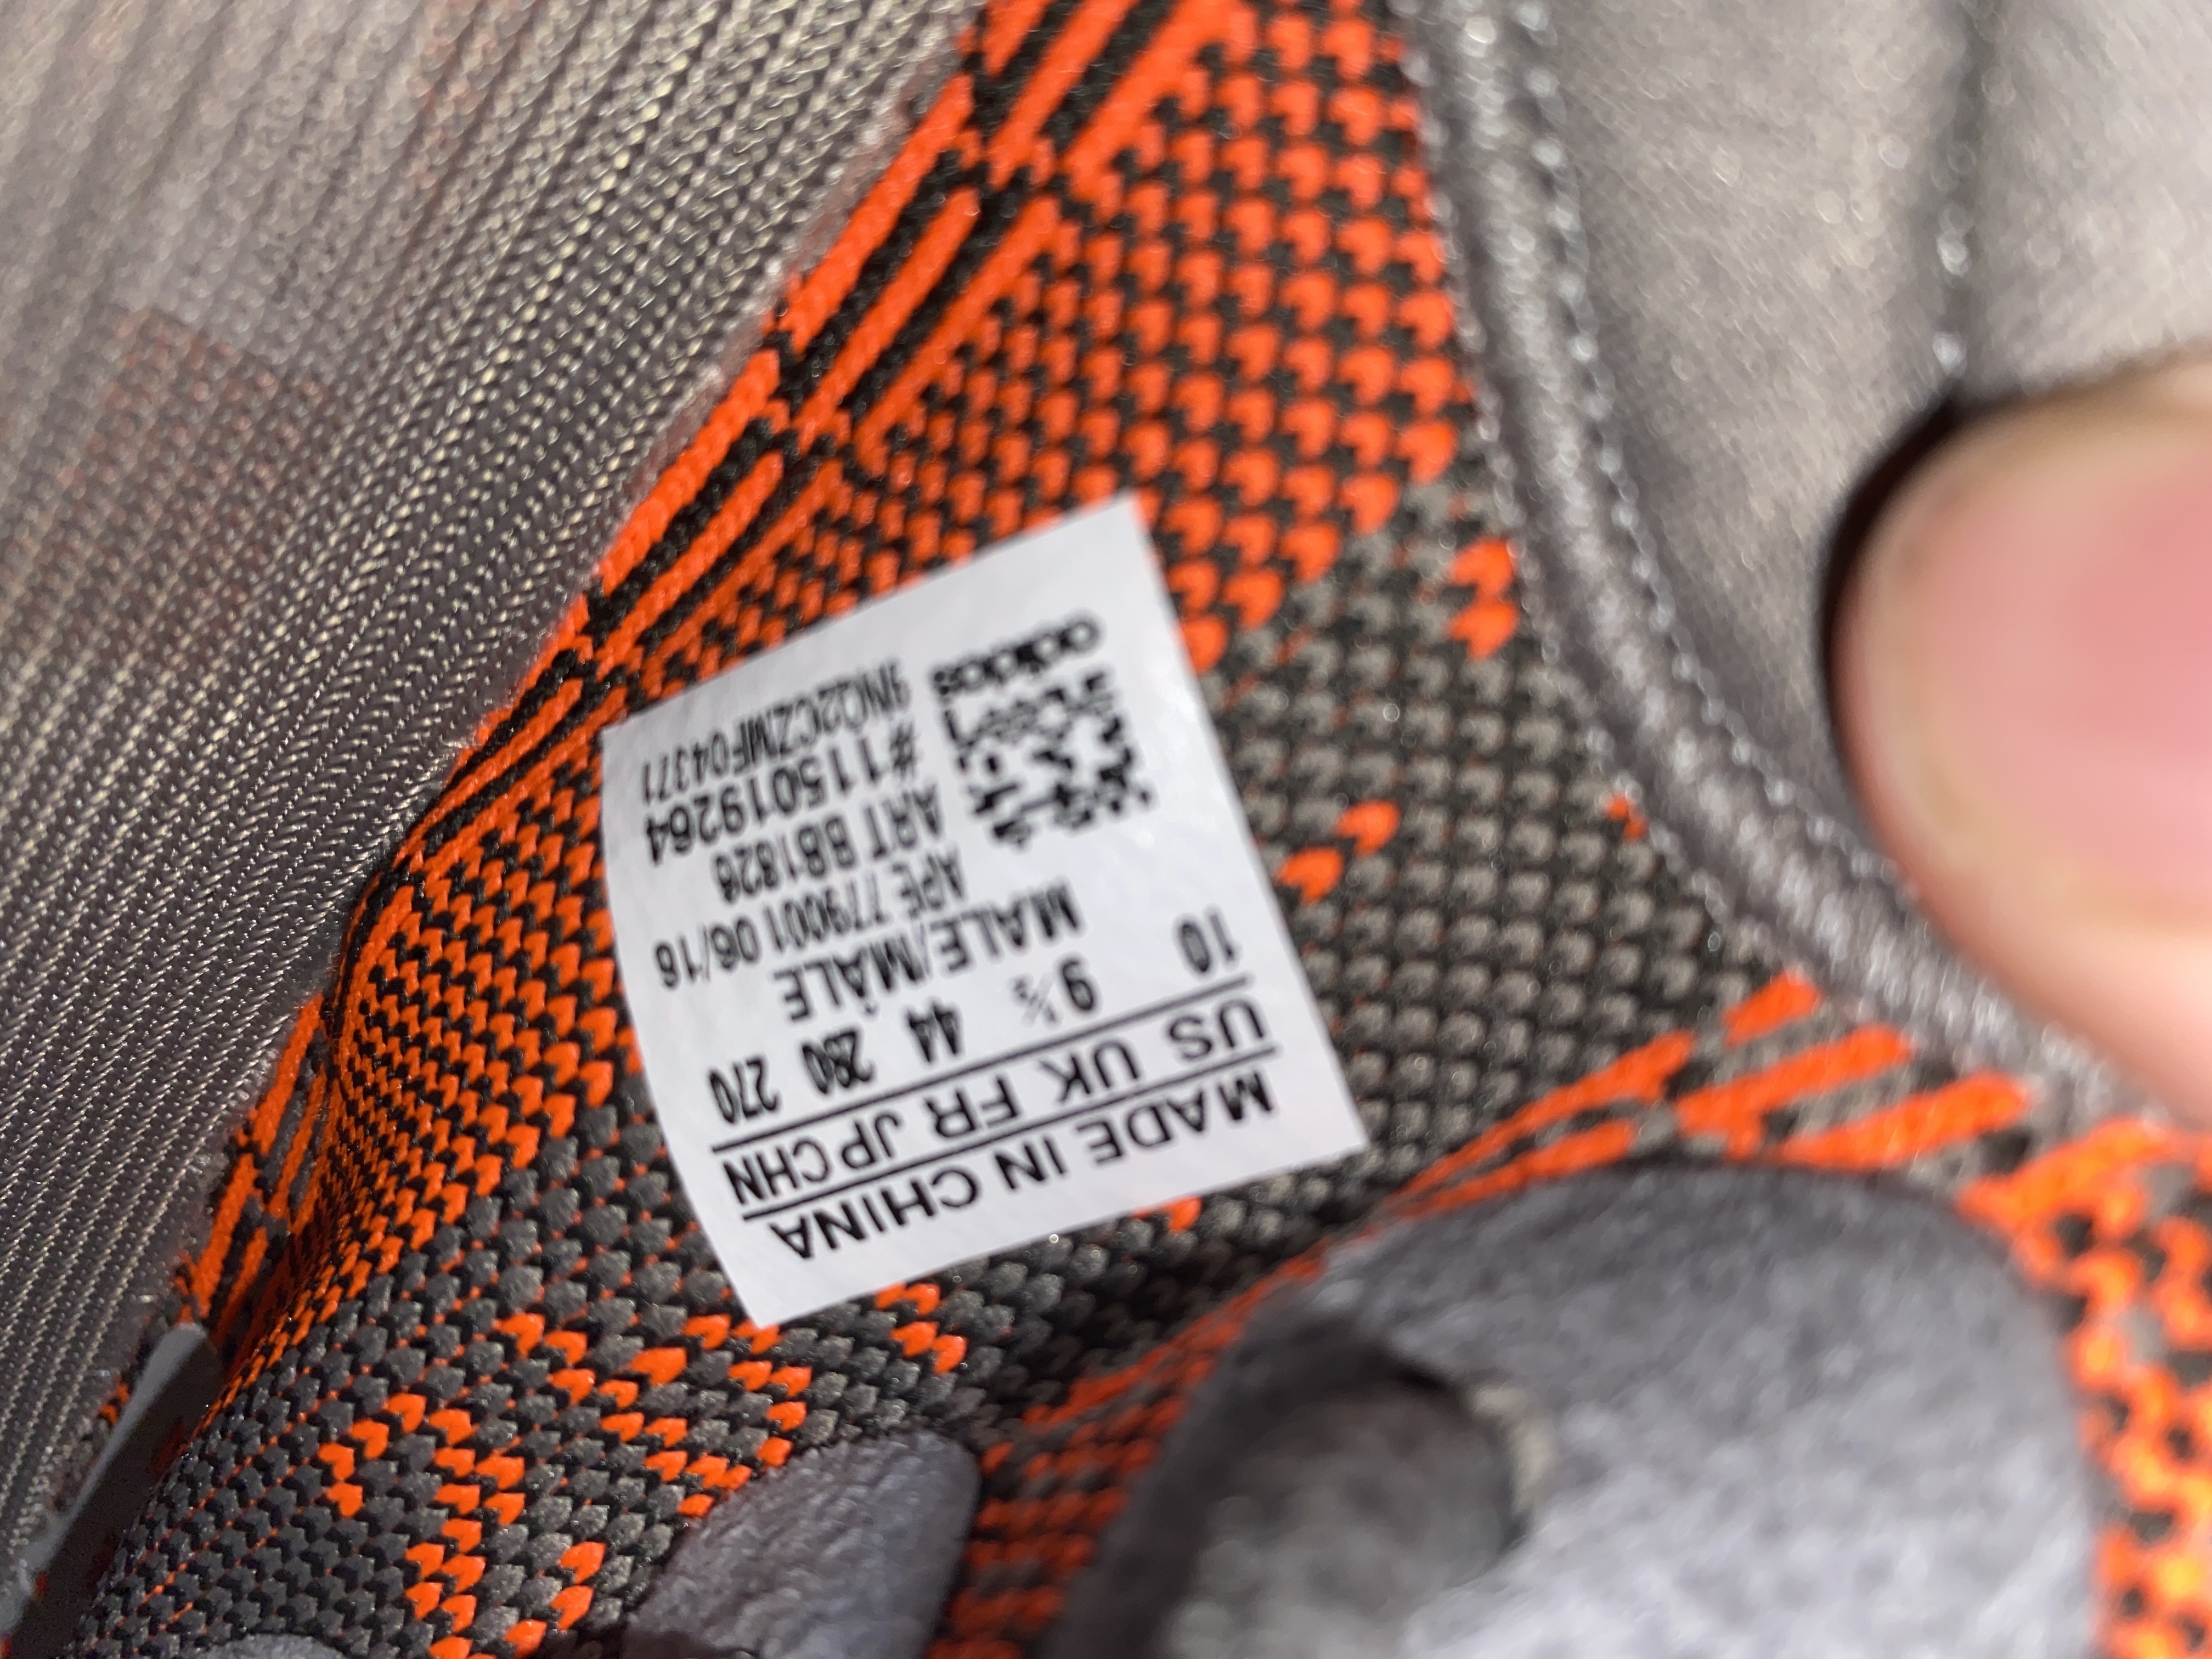 MADE IN CHINA
US UK FR JP CHN
10 9½ 44 280 270
MALE/MÂLE
APE 779001 06/16
ART BB1826
#115019264
9NQ2CZMF04371
adidas